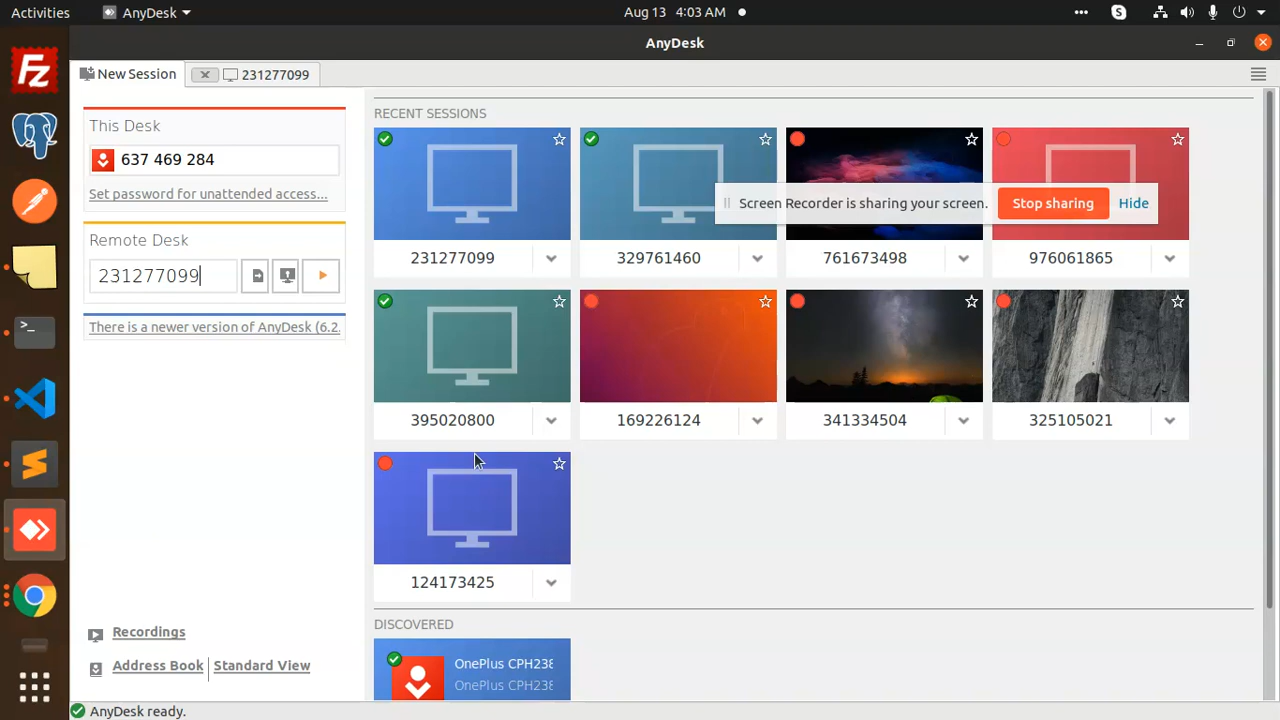 Activities
AnyDesk
Aug 13 4:03 AM
S
AnyDesk
FZ
New Session
231277099
This Desk
637 469 284
Set password for unattended access...
Remote Desk
231277099
There is a newer version of AnyDesk (6.2.
RECENT SESSIONS
Screen Recorder is sharing your screen.
Stop sharing
Hide
231277099
329761460
761673498
976061865
395020800
169226124
341334504
325105021
124173425
DISCOVERED
OnePlus CPH238
OnePlus CPH238
Recordings
Address Book
Standard View
AnyDesk ready.